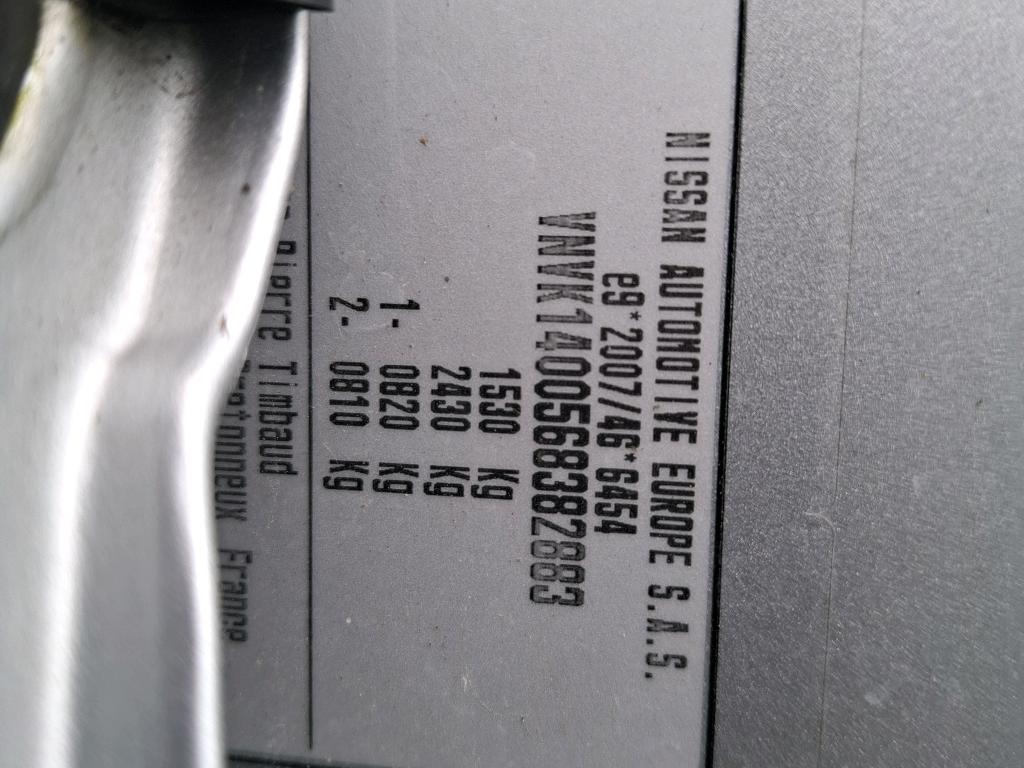 NISSAN AUTOMOTIVE EUROPE S.A.S.
e9*2007/46*6454
VNVK1400568382883
1530 Kg
2430 Kg
1- 0820 Kg
2- 0810 Kg
Pierre Timbaud
France